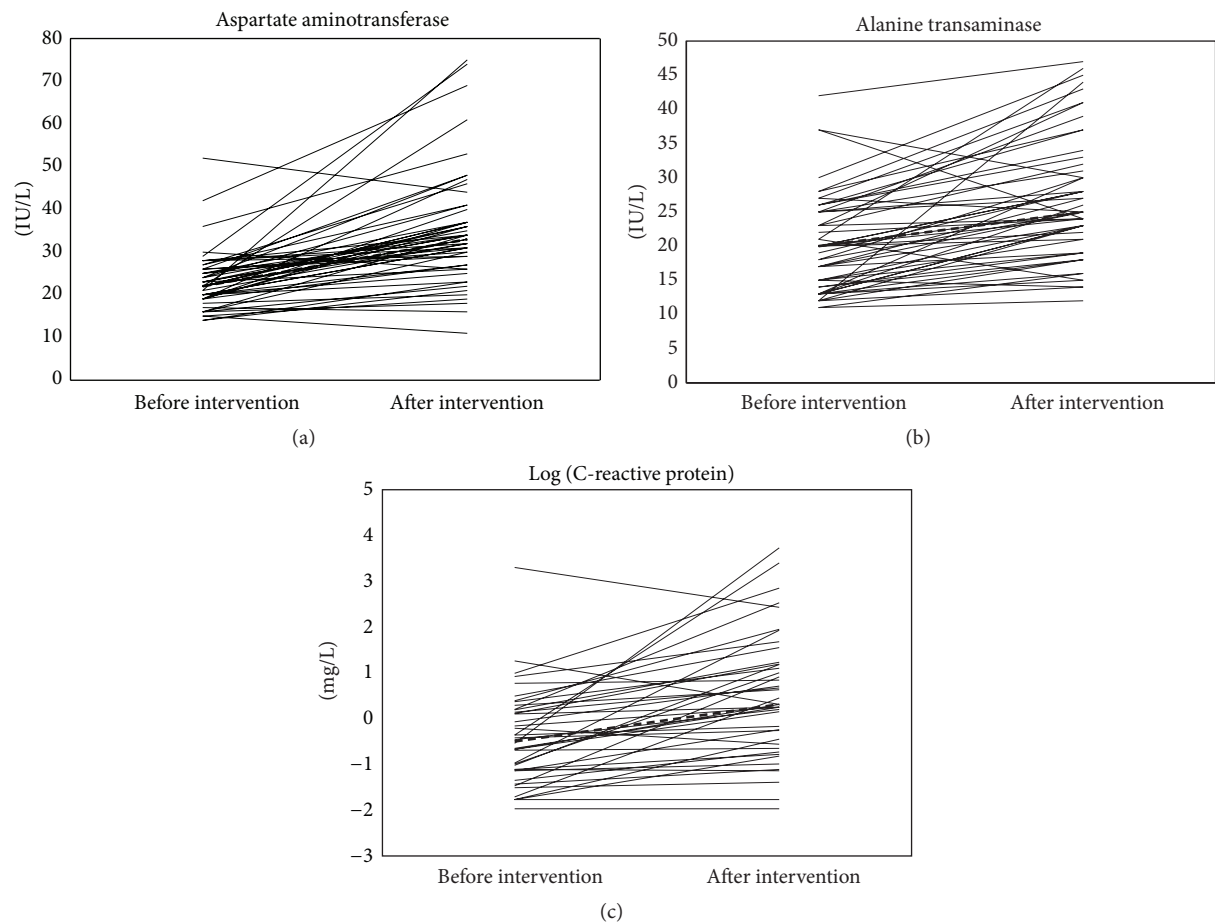 Aspartate aminotransferase
80
70
60
50
40
30
20
10
0
(IU/L)
Before intervention After intervention
(a)
Alanine transaminase
50
45
40
35
30
25
20
15
10
5
0
(IU/L)
Before intervention After intervention
(b)
Log (C-reactive protein)
5
4
3
2
1
0
−1
−2
−3
(mg/L)
Before intervention After intervention
(c)